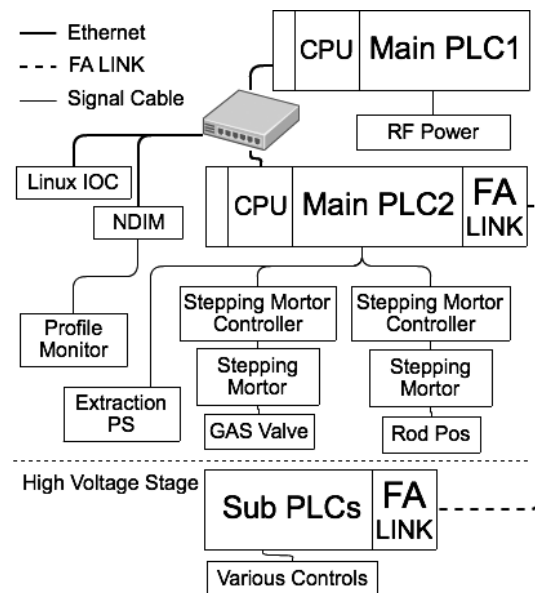 Ethernet
FA LINK
Signal Cable
CPU
Main PLC1
RF Power
Linux IOC
NDIM
CPU
Main PLC2
FA
LINK
Profile
Monitor
Extraction
PS
Stepping Mortor
Controller
Stepping
Mortor
GAS Valve
Stepping Mortor
Controller
Stepping
Mortor
Rod Pos
High Voltage Stage
Sub PLCs
FA
LINK
Various Controls